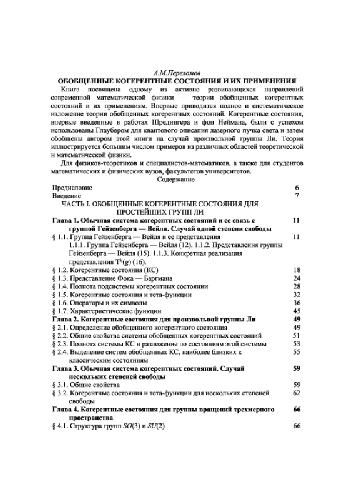 А.М.Переломов
ОБОБЩЕННЫЕ КОГЕРЕНТНЫЕ СОСТОЯНИЯ И ИХ ПРИМЕНЕНИЯ
Книга посвящена одному из активно развивающихся направлений
современной математической физики теории обобщенных когерентных
состояний и их применениям. Впервые приводится полное и систематическое
изложение теории обобщенных когерентных состояний. Когерентные состояния,
впервые введенные в работах Шредингера и фон Неймана, были с успехом
использованы Глаубером для квантового описания лазерного пучка света и затем
обобщены автором этой книги на случай произвольной группы Ли. Теория
иллюстрируется большим числом примеров из различных областей теоретической
и математической физики.
Для физиков-теоретиков и специалистов-математиков, а также для студентов
математических и физических вузов, факультетов университетов.
Содержание
Предисловие 6
Введение 7
ЧАСТЬ I. ОБОБЩЕННЫЕ КОГЕРЕНТНЫЕ СОСТОЯНИЯ ДЛЯ
ПРОСТЕЙШИХ ГРУПП ЛИ
Глава 1. Обычная система когерентных состояний и ее связь с 11
группой Гейзенберга — Вейля. Случай одной степени свободы
§ 1.1. Группа Гейзенберга — Вейля и ее представления 11
1.1.1. Группа Гейзенберга — Вейля (12). 1.1.2. Представления группы
Гейзенберга — Вейля (15). 1.1.3. Конкретная реализация
представления Tλ(g) (16).
§ 1.2. Когерентные состояния (КС) 18
§ 1.3. Представление Фока — Баргмана 24
§ 1.4. Полнота подсистемы когерентных состояний 28
§ 1.5. Когерентные состояния и тета-функции 32
§ 1.6. Операторы и их символы 36
§ 1.7. Характеристические функции 45
Глава 2. Когерентные состояния для произвольной группы Ли 49
§ 2.1. Определение обобщенного когерентного состояния 49
§ 2.2. Общие свойства системы обобщенных когерентных состояний 51
§ 2.3. Полнота системы КС и разложение по состояниям этой системы 53
§ 2.4. Выделение систем обобщенных КС, наиболее близких с 55
классическим состояниям
Глава 3. Обычная система когерентных состояний. Случай 59
нескольких степеней свободы
§ 3.1. Общие свойства 59
§ 3.2. Когерентные состояния и тета-функции для нескольких степеней 62
свободы
Глава 4. Когерентные состояния для группы вращений трехмерного 66
пространства
§ 4.1. Структура групп SO(3) и SU(2) 66